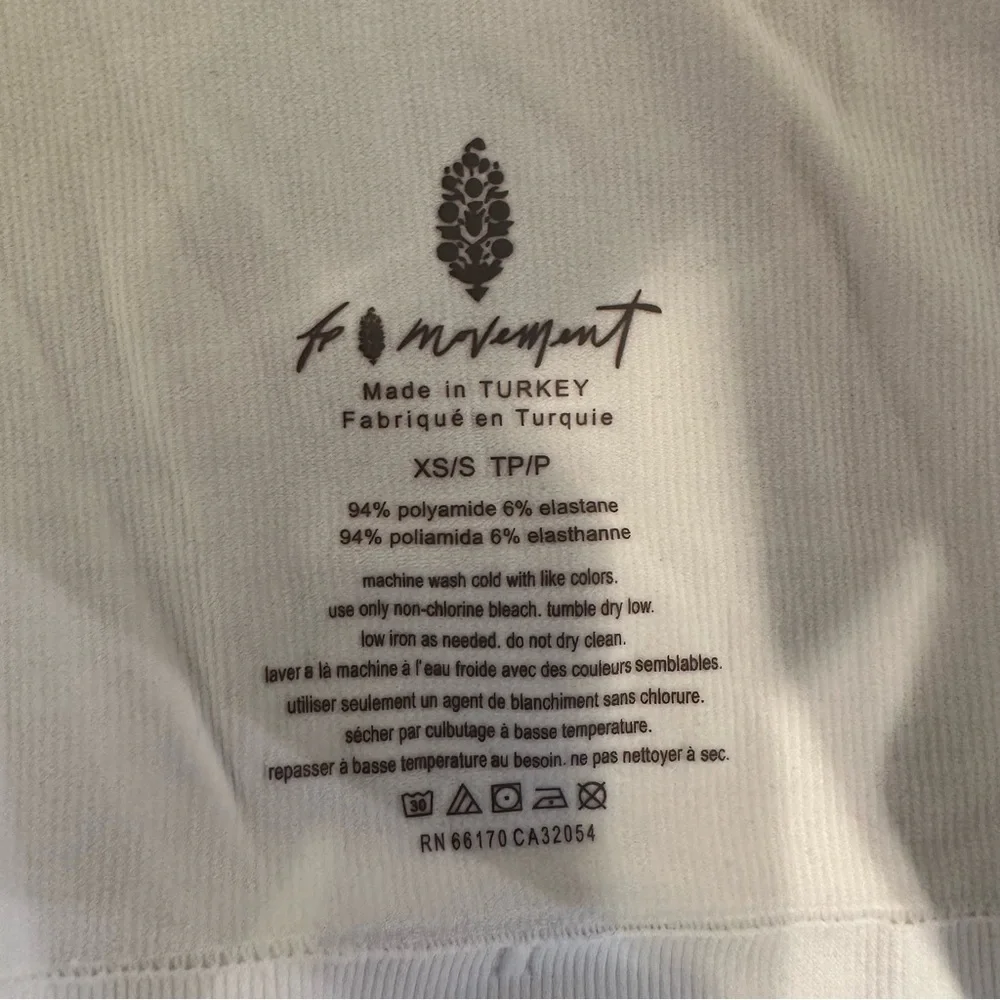 fp movement
Made in TURKEY
Fabriqué en Turquie
XS/S TP/P
94% polyamide 6% elastane
94% poliamida 6% elasthanne
machine wash cold with like colors.
use only non-chlorine bleach. tumble dry low.
low iron as needed. do not dry clean.
laver a là machine à l'eau froide avec des couleurs semblables.
utiliser seulement un agent de blanchiment sans chlorure.
sécher par culbutage à basse temperature.
repasser à basse temperature au besoin. ne pas nettoyer à sec.
30
RN 66170 CA32054